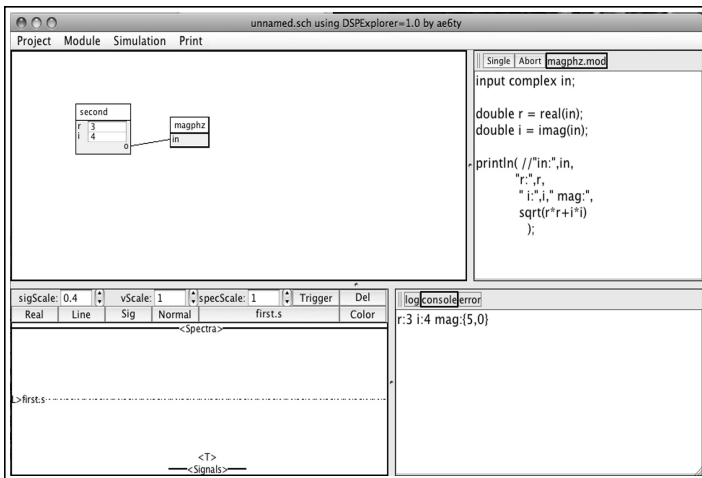 unnamed.sch using DSPExplorer=1.0 by ae6ty
Project Module Simulation Print
second
r 3
i 4
o
magphz
in
Single Abort magphz.mod
input complex in;
double r = real(in);
double i = imag(in);
println( //"in:",in,
"r:",r,
" i:",i," mag:",
sqrt(r*r+i*i)
);
sigScale: 0.4 vScale: 1 specScale: 1 Trigger Del
Real Line Sig Normal first.s Color
<Spectra>
L>first.s
<T>
<Signals>
log console error
r:3 i:4 mag:{5,0}